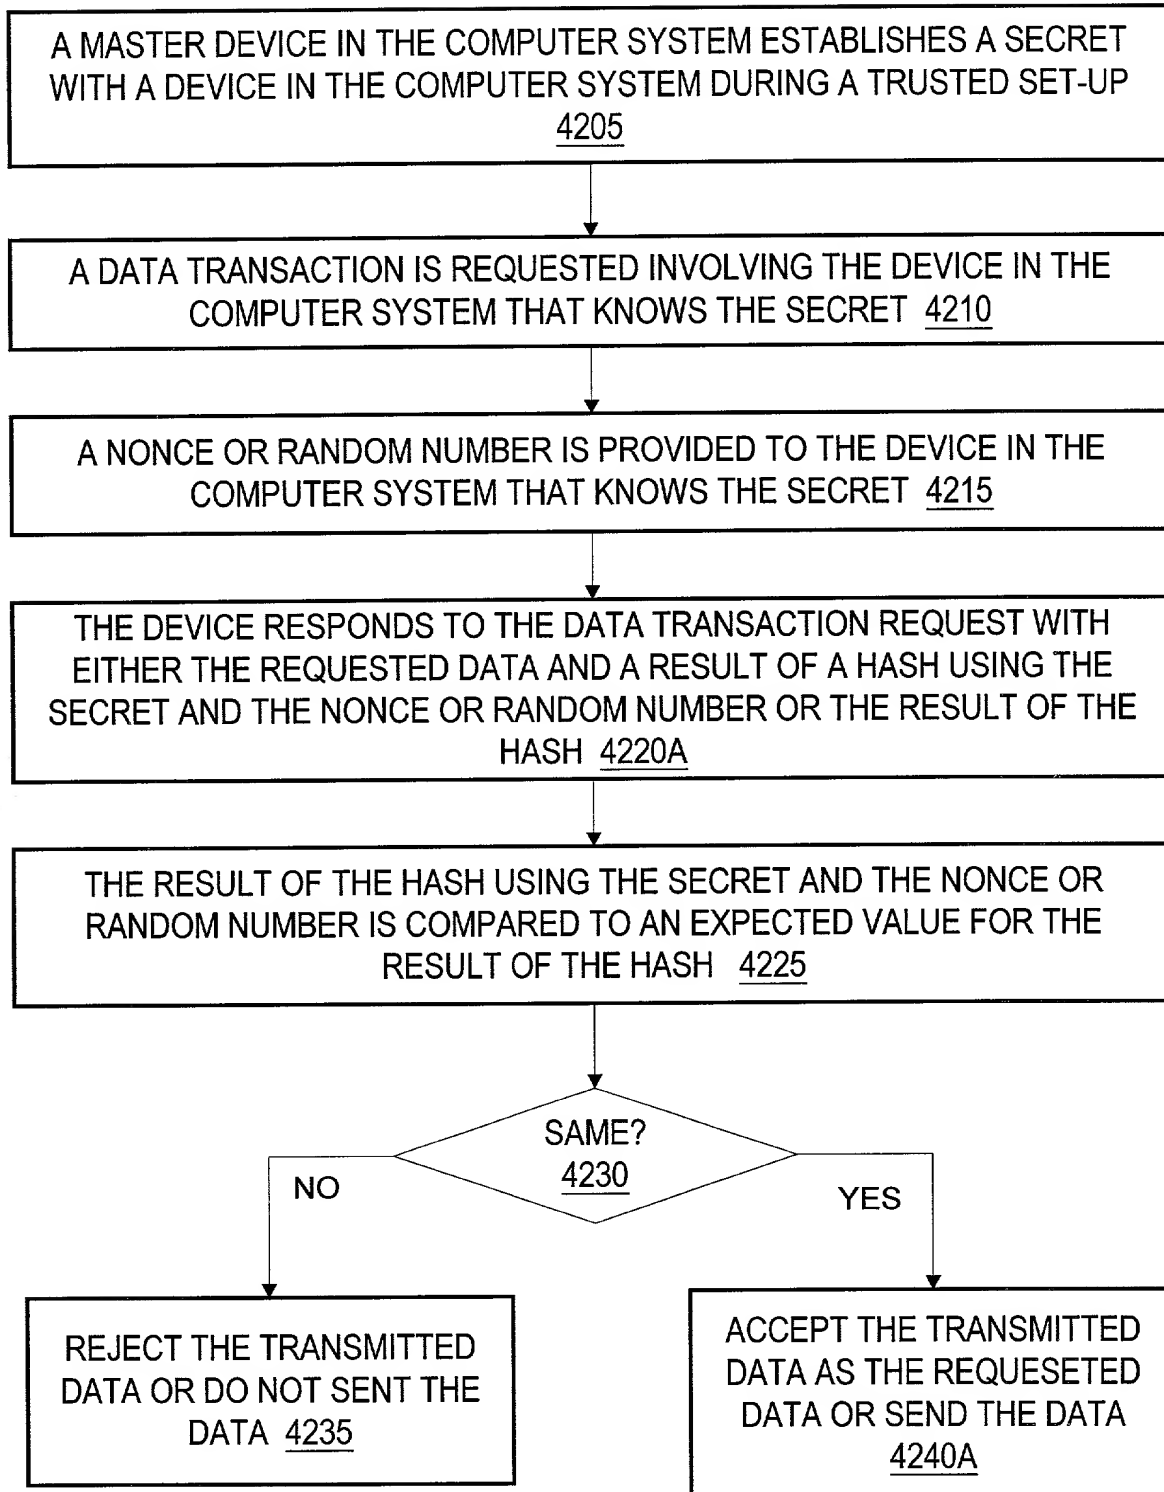 A MASTER DEVICE IN THE COMPUTER SYSTEM ESTABLISHES A SECRET
WITH A DEVICE IN THE COMPUTER SYSTEM DURING A TRUSTED SET-UP
4205
A DATA TRANSACTION IS REQUESTED INVOLVING THE DEVICE IN THE
COMPUTER SYSTEM THAT KNOWS THE SECRET 4210
A NONCE OR RANDOM NUMBER IS PROVIDED TO THE DEVICE IN THE
COMPUTER SYSTEM THAT KNOWS THE SECRET 4215
THE DEVICE RESPONDS TO THE DATA TRANSACTION REQUEST WITH
EITHER THE REQUESTED DATA AND A RESULT OF A HASH USING THE
SECRET AND THE NONCE OR RANDOM NUMBER OR THE RESULT OF THE
HASH 4220A
THE RESULT OF THE HASH USING THE SECRET AND THE NONCE OR
RANDOM NUMBER IS COMPARED TO AN EXPECTED VALUE FOR THE
RESULT OF THE HASH 4225
SAME?
4230
NO
YES
REJECT THE TRANSMITTED
DATA OR DO NOT SENT THE
DATA 4235
ACCEPT THE TRANSMITTED
DATA AS THE REQUESETED
DATA OR SEND THE DATA
4240A